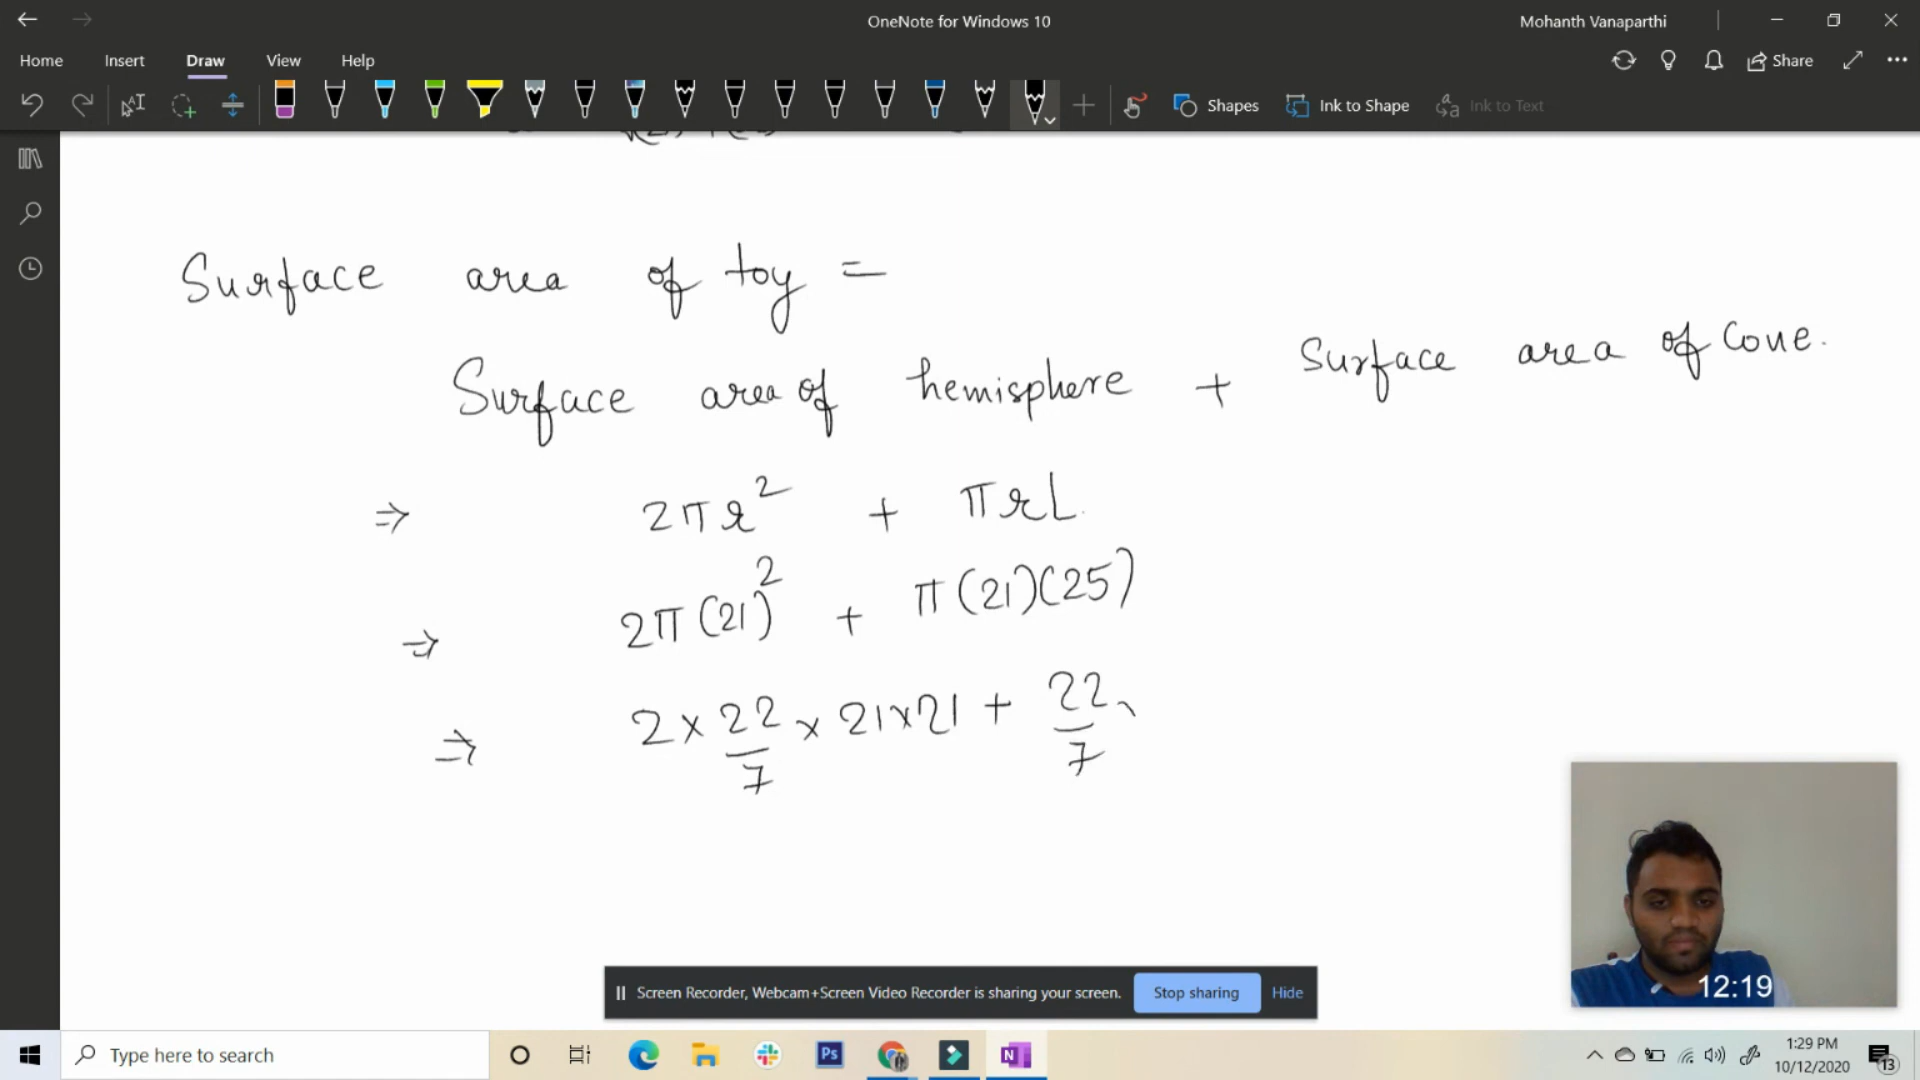 OneNote for Windows 10
Mohanth Vanaparthi
Home Insert Draw View Help
Share
Shapes Ink to Shape Ink to Text
Surface area of toy =
Surface area of hemisphere + Surface area of Cone.
⇒ 2πr² + πrL
⇒ 2π(21)² + π(21)(25)
⇒ 2 × 22/7 × 21×21 + 22/7
12:19
Screen Recorder, Webcam+Screen Video Recorder is sharing your screen. Stop sharing Hide
Type here to search
Ps
N
1:29 PM
10/12/2020
13